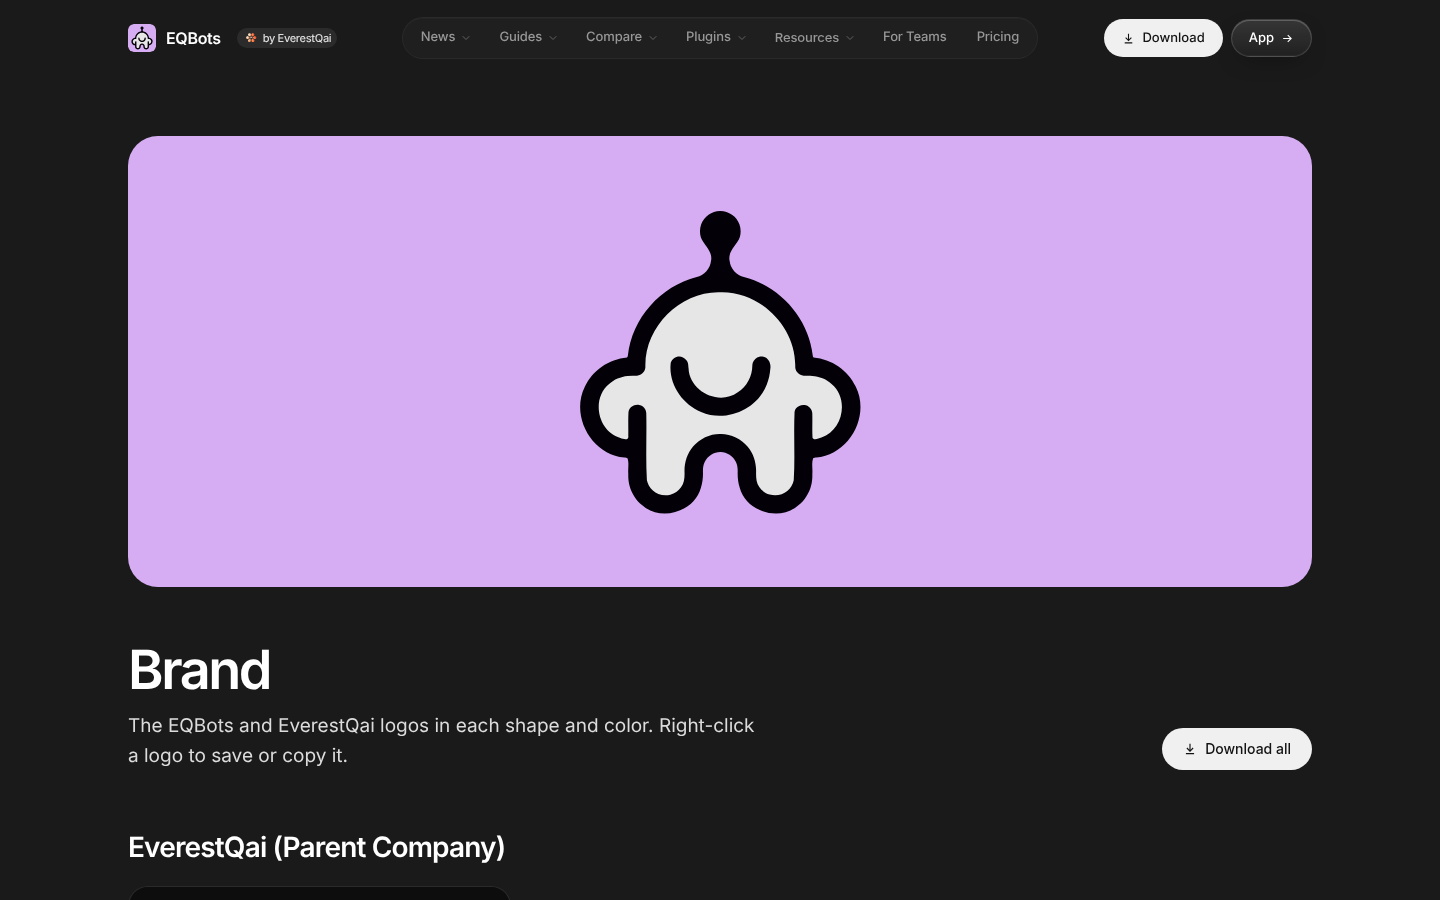 EQBots
by EverestQai
News
Guides
Compare
Plugins
Resources
For Teams
Pricing
Download
App
Brand
The EQBots and EverestQai logos in each shape and color. Right-click
a logo to save or copy it.
Download all
EverestQai (Parent Company)